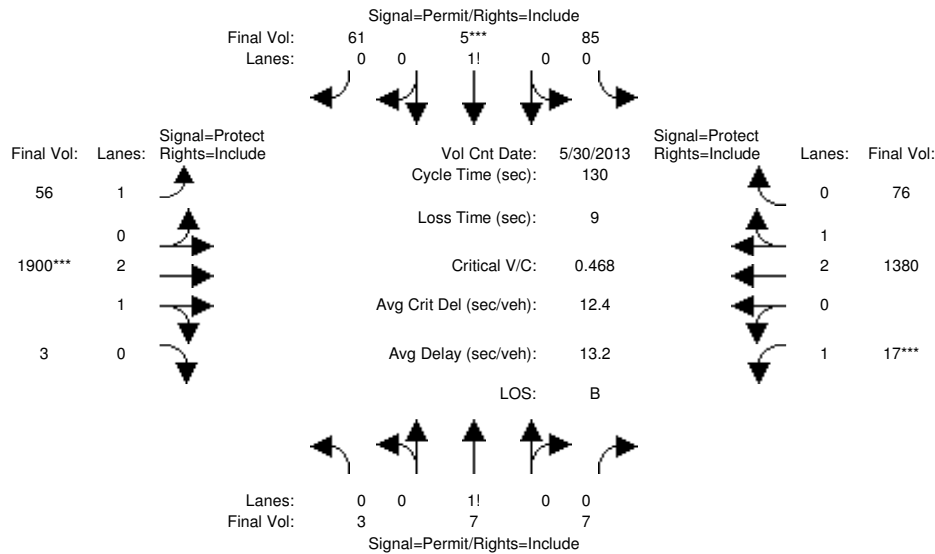 Signal=Permit/Rights=Include
Final Vol: 61 5*** 85
Lanes: 0 0 1! 0 0
Signal=Protect Signal=Protect
Final Vol: Lanes: Rights=Include Vol Cnt Date: 5/30/2013 Rights=Include Lanes: Final Vol:
Cycle Time (sec): 130
56 1 0 76
Loss Time (sec): 9
0 1
1900*** 2 Critical V/C: 0.468 2 1380
1 Avg Crit Del (sec/veh): 12.4 0
3 0 Avg Delay (sec/veh): 13.2 1 17***
LOS: B
Lanes: 0 0 1! 0 0
Final Vol: 3 7 7
Signal=Permit/Rights=Include